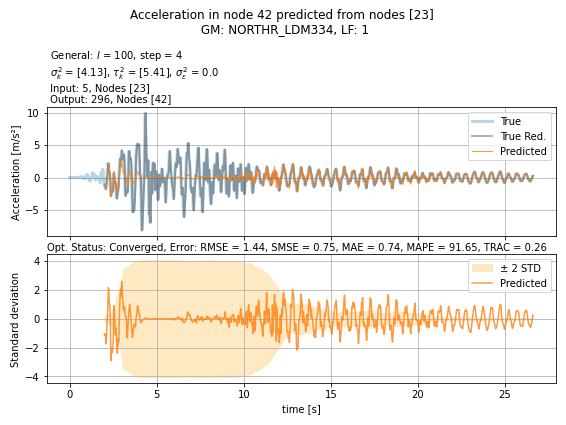 Acceleration in node 42 predicted from nodes [23]
GM: NORTHR_LDM334, LF: 1
General: l = 100, step = 4
σ²ₖ = [4.13], τ²ₖ = [5.41], σ²ε = 0.0
Input: 5, Nodes [23]
Output: 296, Nodes [42]
10
5
0
−5
Acceleration [m/s²]
True
True Red.
Predicted
Opt. Status: Converged, Error: RMSE = 1.44, SMSE = 0.75, MAE = 0.74, MAPE = 91.65, TRAC = 0.26
4
2
0
−2
−4
Standard deviation
± 2 STD
Predicted
0 5 10 15 20 25
time [s]